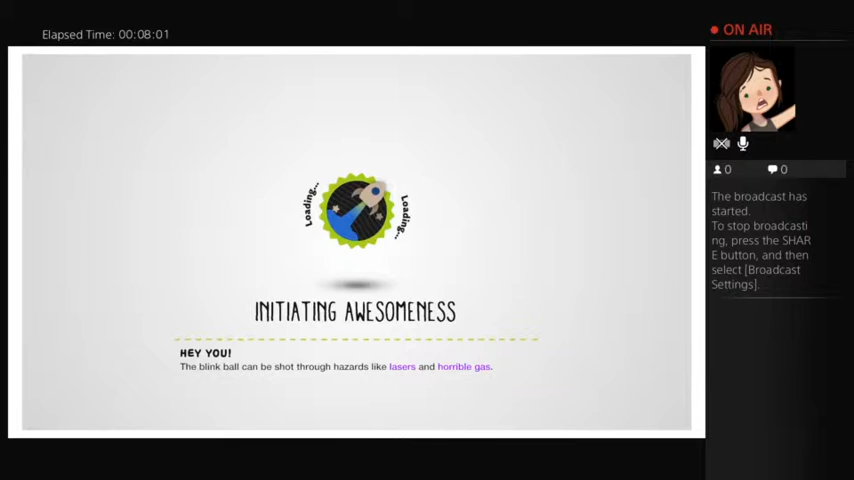 Elapsed Time: 00:08:01
ON AIR
Loading...
Loading...
INITIATING AWESOMENESS
HEY YOU!
The blink ball can be shot through hazards like lasers and horrible gas.
0
0
The broadcast has
started.
To stop broadcasti
ng, press the SHAR
E button, and then
select [Broadcast
Settings].